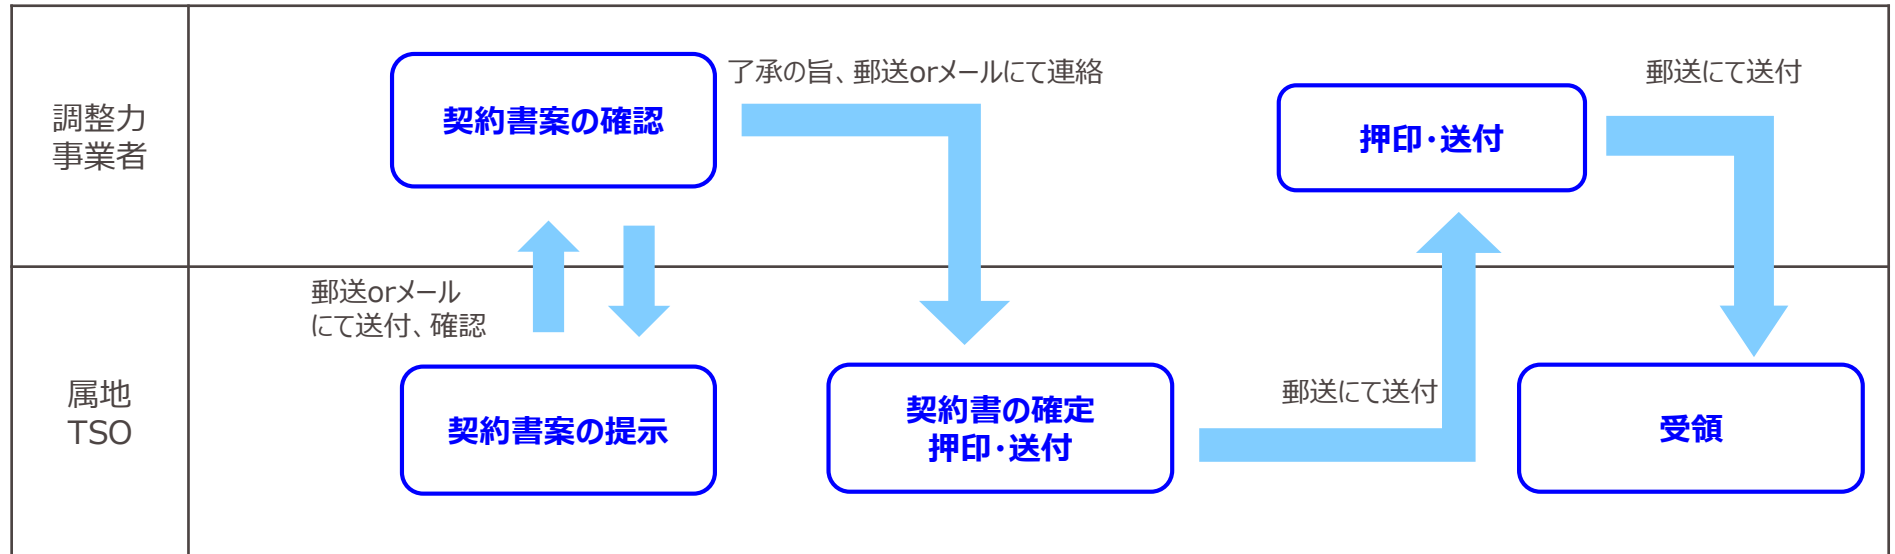 調整力
事業者
契約書案の確認
了承の旨、郵送orメールにて連絡
押印・送付
郵送にて送付
郵送orメール
にて送付、確認
属地
TSO
契約書案の提示
契約書の確定
押印・送付
郵送にて送付
受領